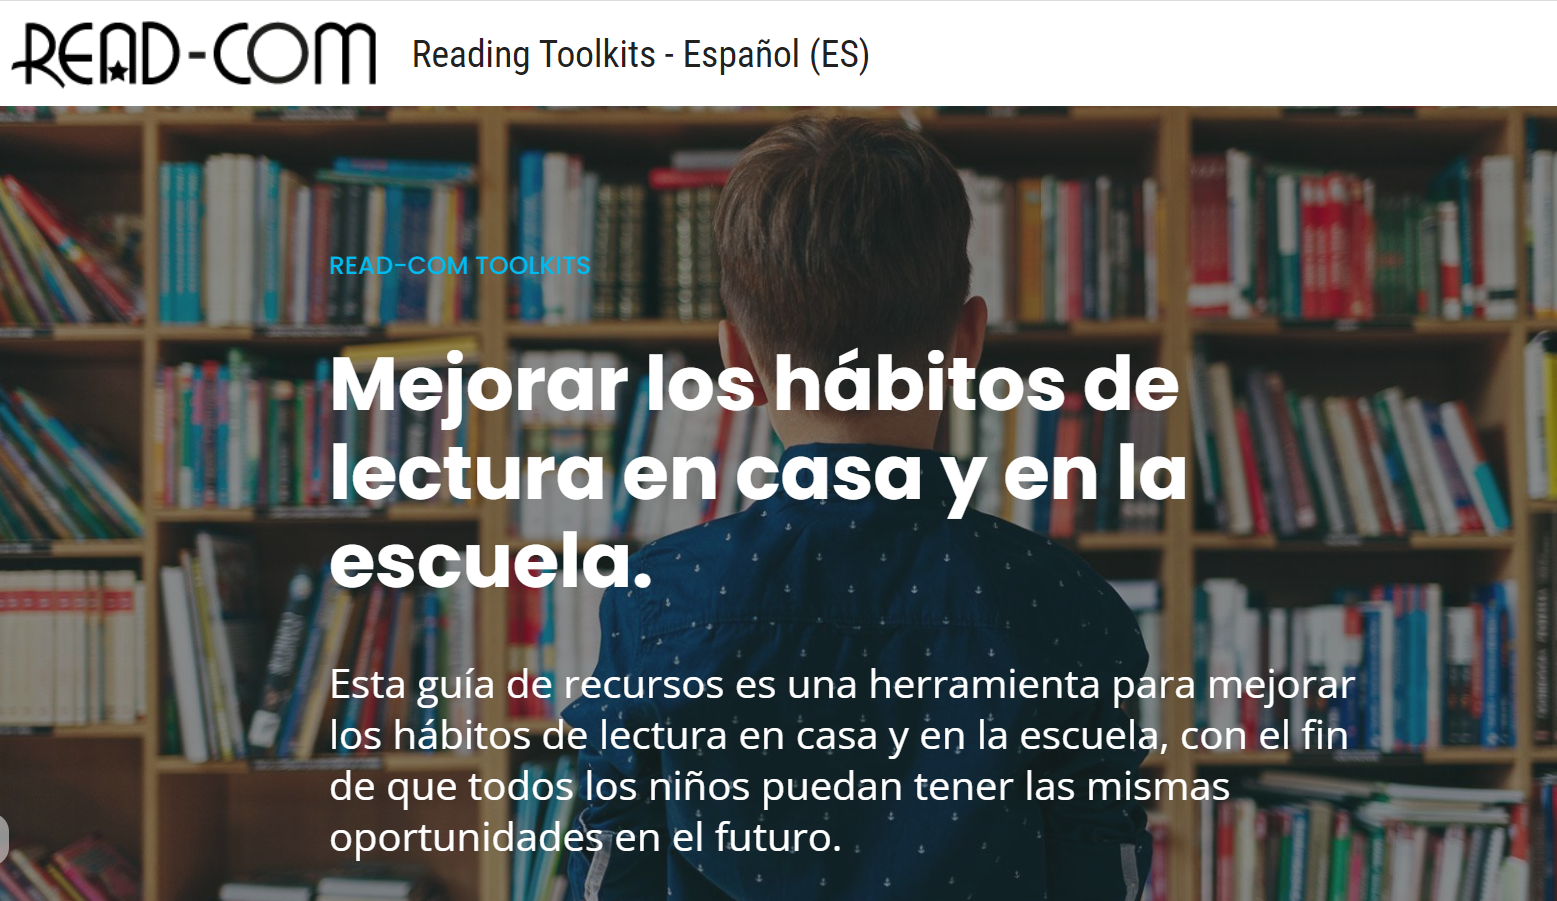 READ-COM
Reading Toolkits - Español (ES)
READ-COM TOOLKITS
Mejorar los hábitos de
lectura en casa y en la
escuela.
Esta guía de recursos es una herramienta para mejorar
los hábitos de lectura en casa y en la escuela, con el fin
de que todos los niños puedan tener las mismas
oportunidades en el futuro.